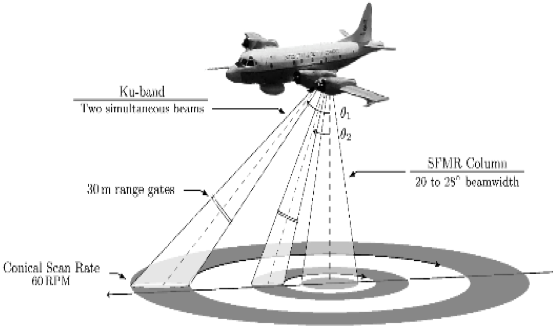 Ku-band
Two simultaneous beams
θ₁
θ₂
SFMR Column
20 to 28° beamwidth
30 m range gates
Conical Scan Rate
60 RPM